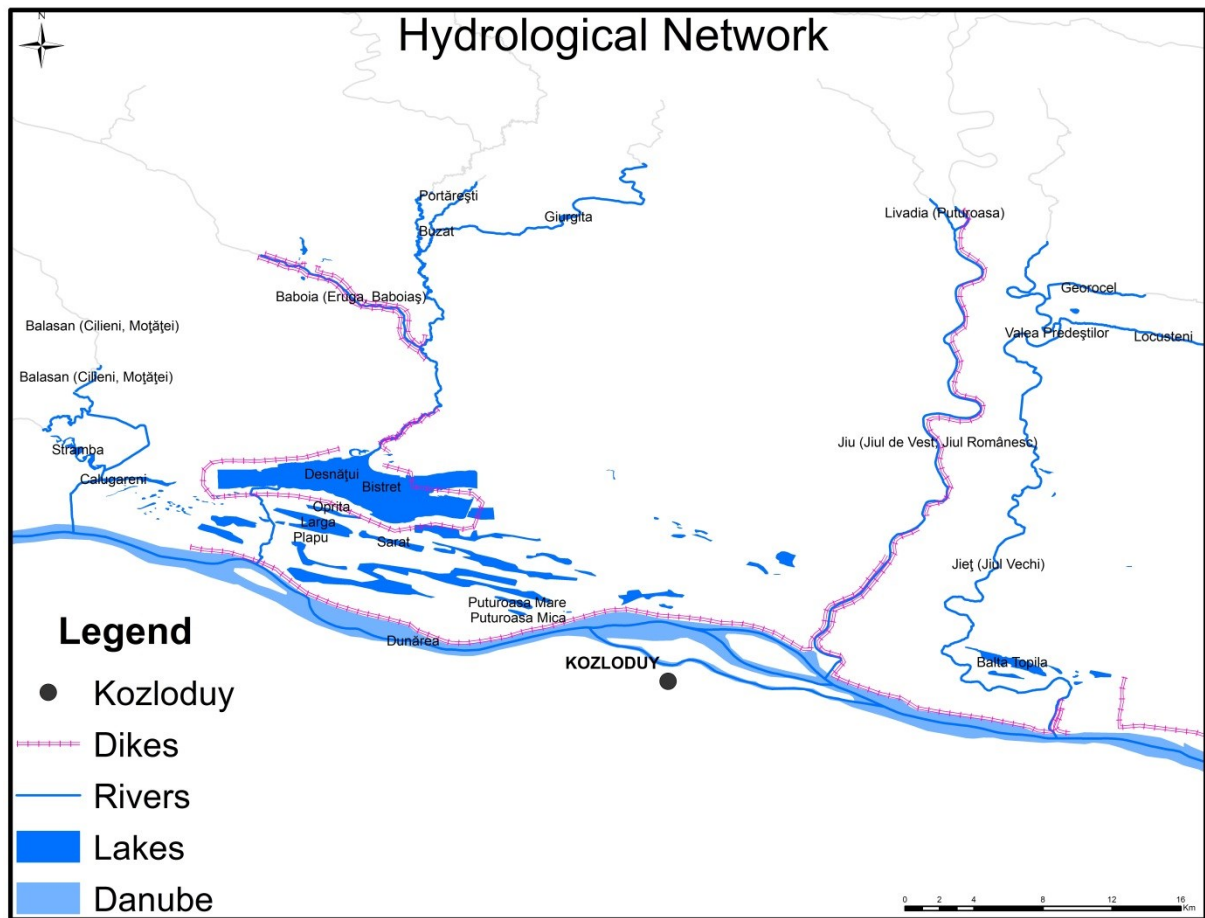 N
Hydrological Network
Portăreşti
Buzat
Giurgita
Livadia (Puturoasa)
Baboia (Eruga, Baboiaş)
Georocel
Balasan (Cilieni, Moţăţei)
Valea Predeştilor
Locusteni
Balasan (Cilieni, Moţăţei)
Stramba
Jiu (Jiul de Vest, Jiul Românesc)
Calugareni
Desnăţui
Bistret
Oprita
Larga
Plapu
Sarat
Jieţ (Jiul Vechi)
Puturoasa Mare
Puturoasa Mica
Dunărea
KOZLODUY
Balta Topila
Legend
Kozloduy
Dikes
Rivers
Lakes
Danube
0 2 4 8 12 16
Km